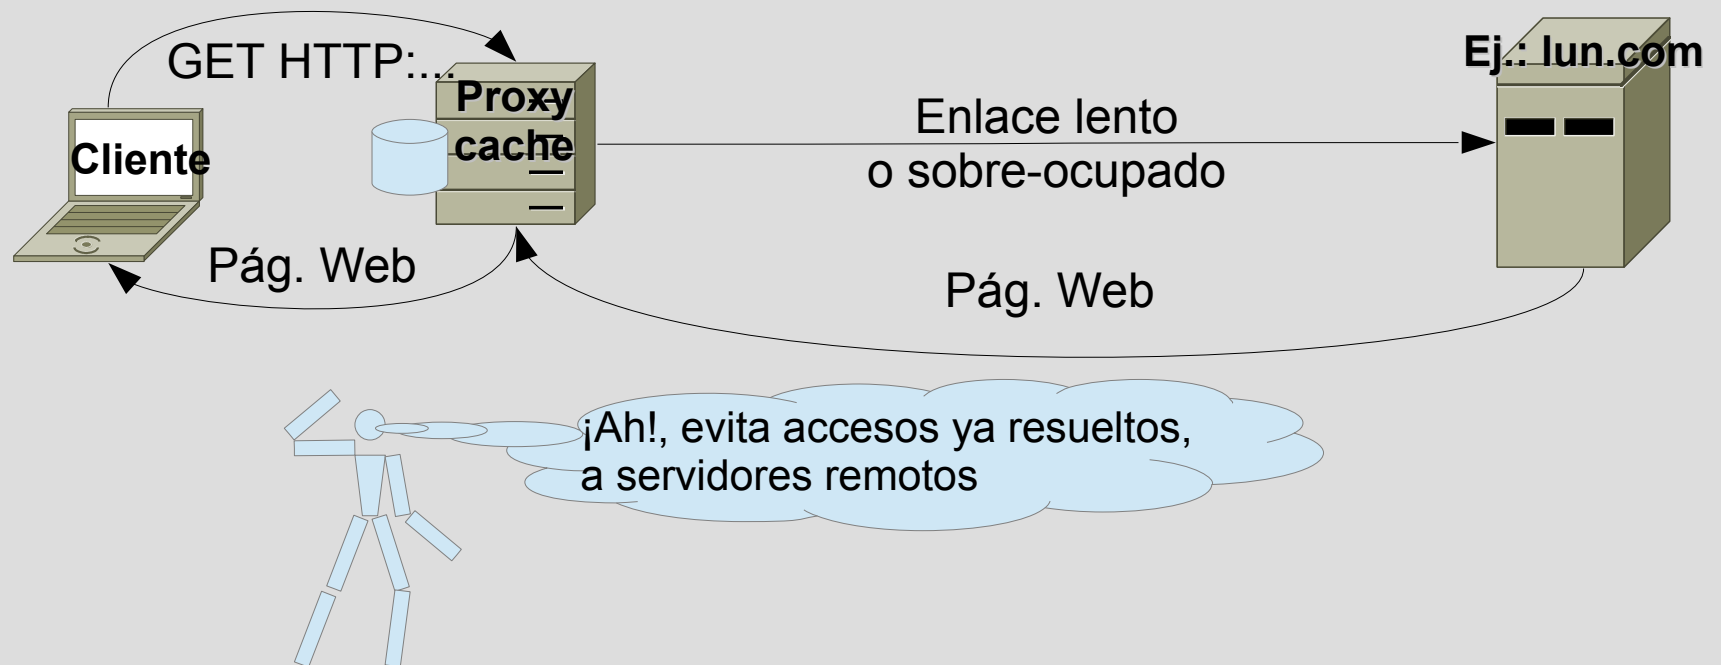 GET HTTP:...
Ej.: lun.com
Proxy
cache
Enlace lento
o sobre-ocupado
Cliente
Pág. Web
Pág. Web
¡Ah!, evita accesos ya resueltos,
a servidores remotos